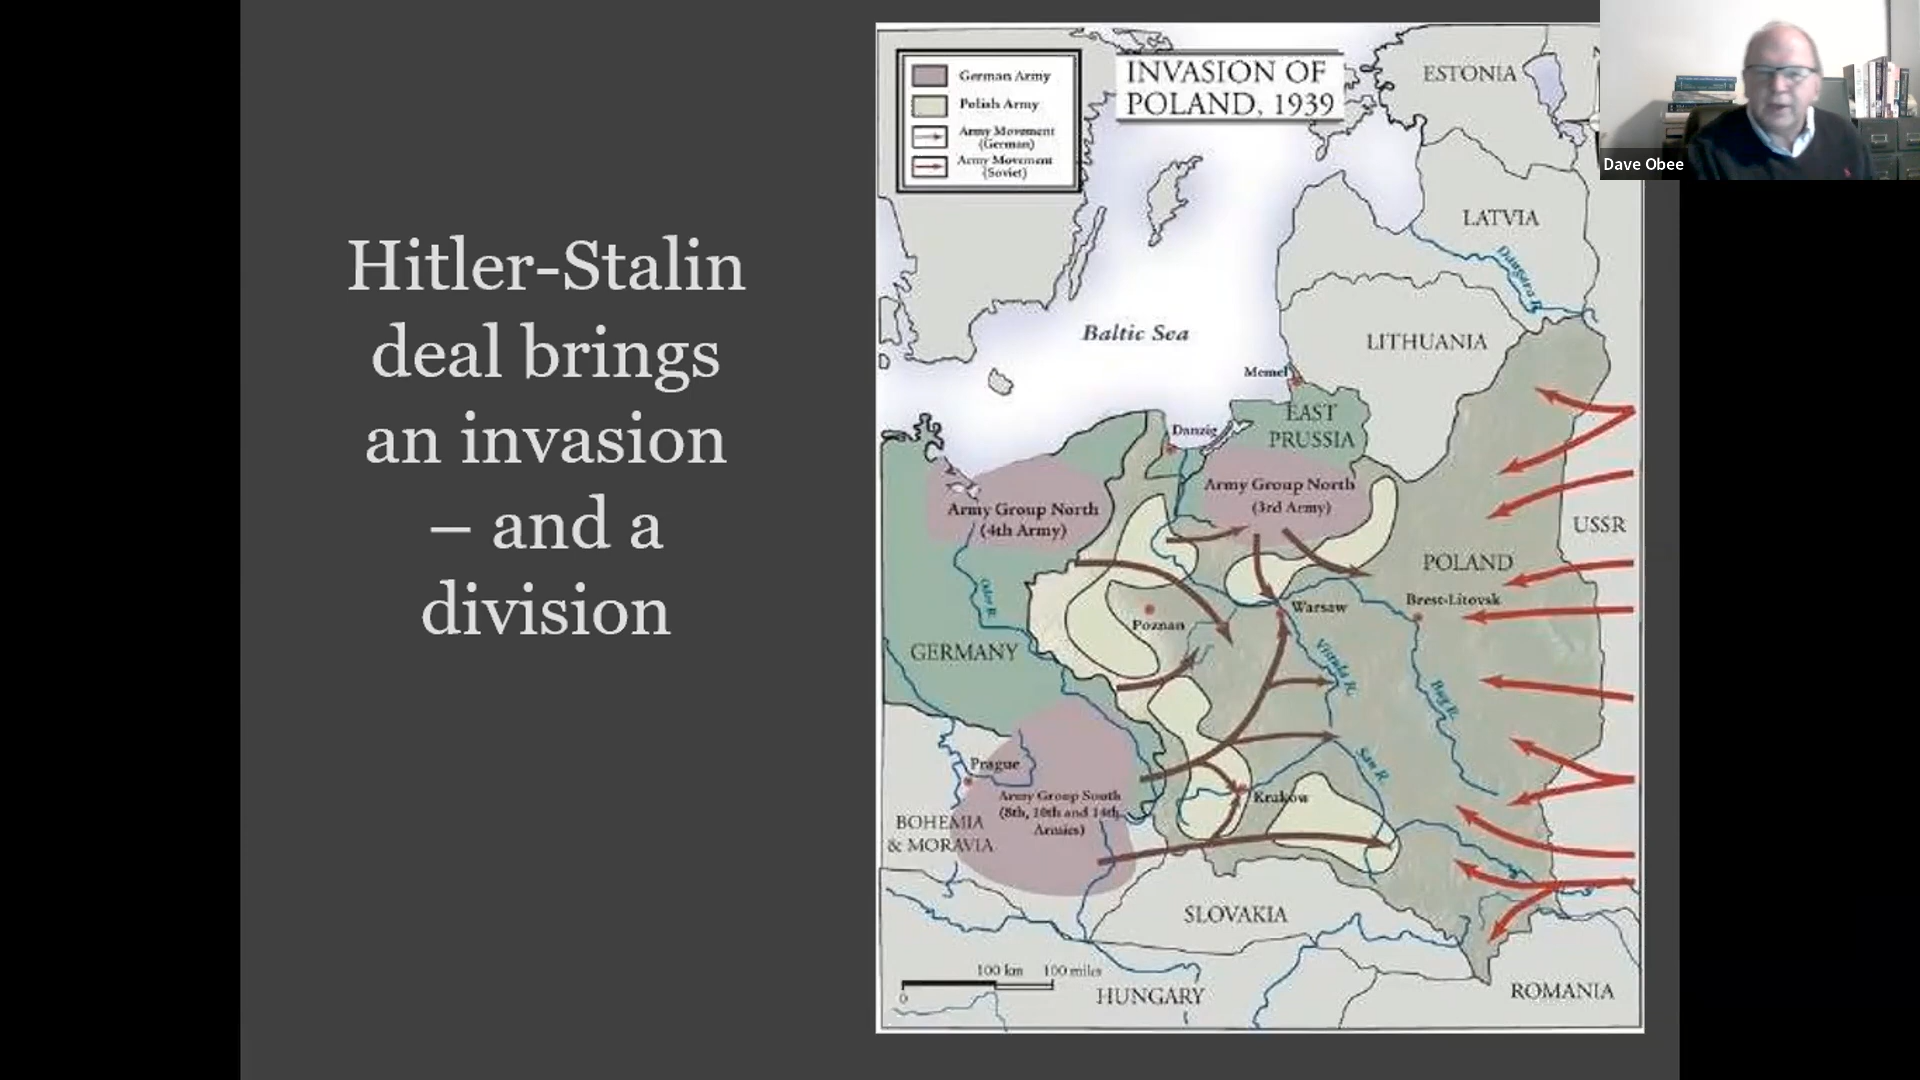 Hitler-Stalin
deal brings
an invasion
– and a
division
German Army
Polish Army
Army Movement
(German)
Army Movement
(Soviet)
INVASION OF
POLAND, 1939
ESTONIA
Dave Obee
LATVIA
Daugava R.
LITHUANIA
Baltic Sea
Memel
EAST
PRUSSIA
Danzig
Army Group North
(4th Army)
Army Group North
(3rd Army)
USSR
POLAND
Brest-Litovsk
Warsaw
Oder R.
Poznan
GERMANY
Vistula R.
Bug R.
San R.
Prague
Army Group South
(8th, 10th and 14th
Armies)
Krakow
BOHEMIA
& MORAVIA
SLOVAKIA
100 km 100 miles
0
HUNGARY
ROMANIA